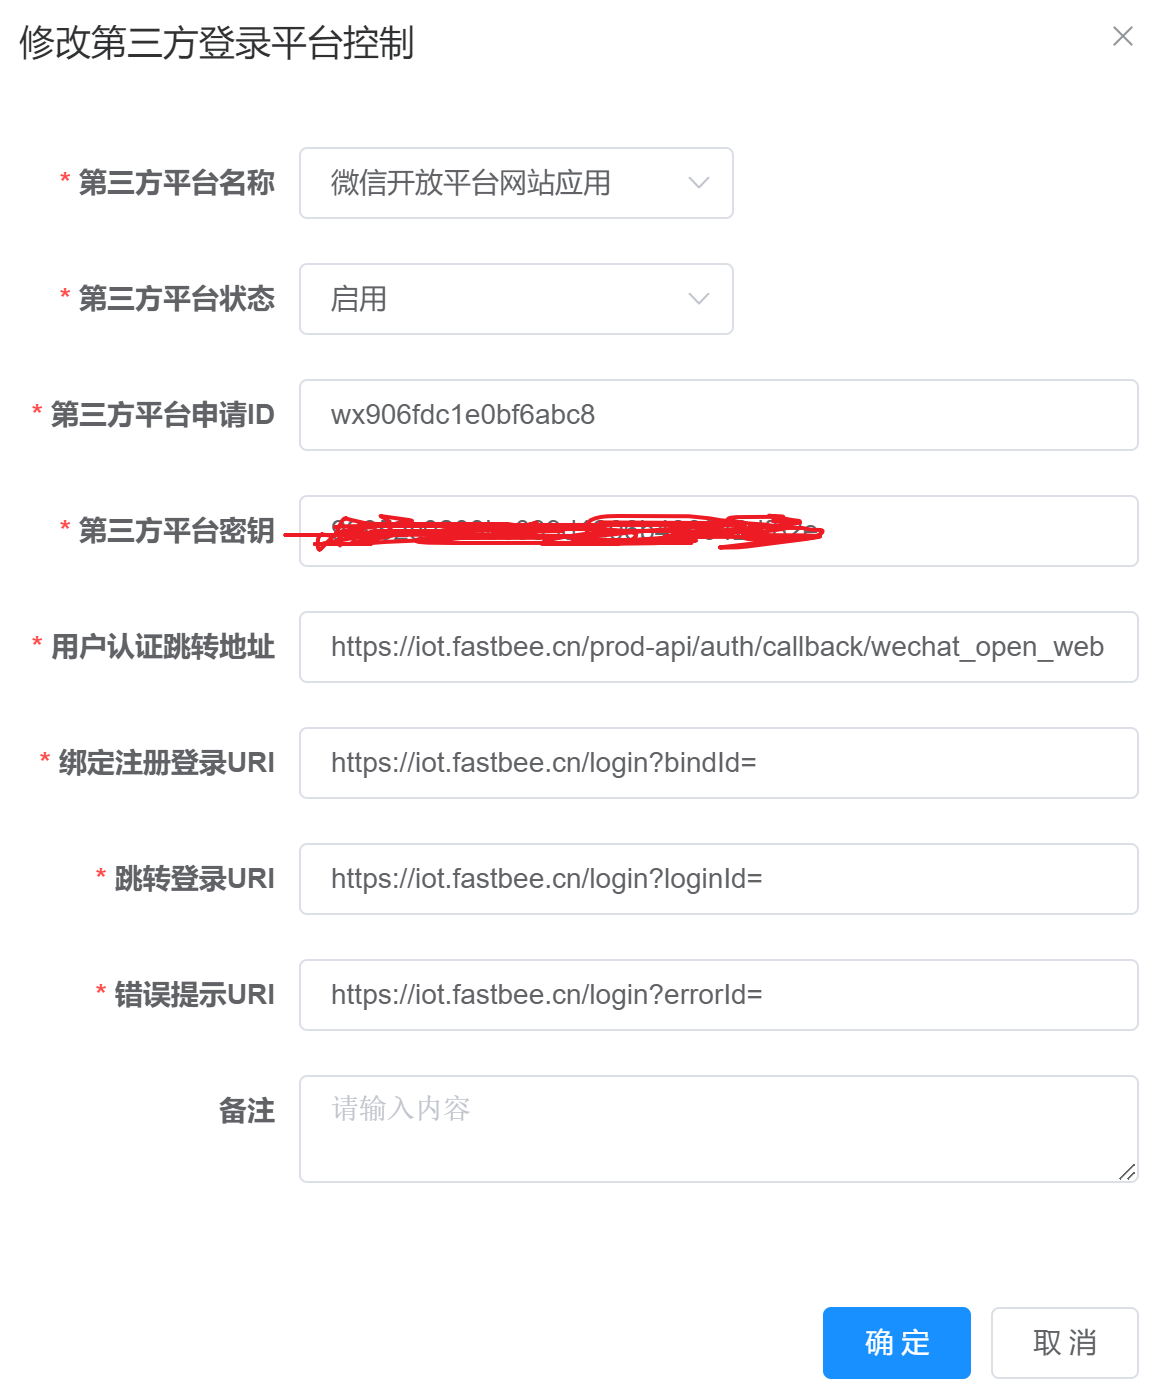 修改第三方登录平台控制
* 第三方平台名称 微信开放平台网站应用
* 第三方平台状态 启用
* 第三方平台申请ID wx906fdc1e0bf6abc8
* 第三方平台密钥
* 用户认证跳转地址 https://iot.fastbee.cn/prod-api/auth/callback/wechat_open_web
* 绑定注册登录URI https://iot.fastbee.cn/login?bindId=
* 跳转登录URI https://iot.fastbee.cn/login?loginId=
* 错误提示URI https://iot.fastbee.cn/login?errorId=
备注 请输入内容
确 定 取 消